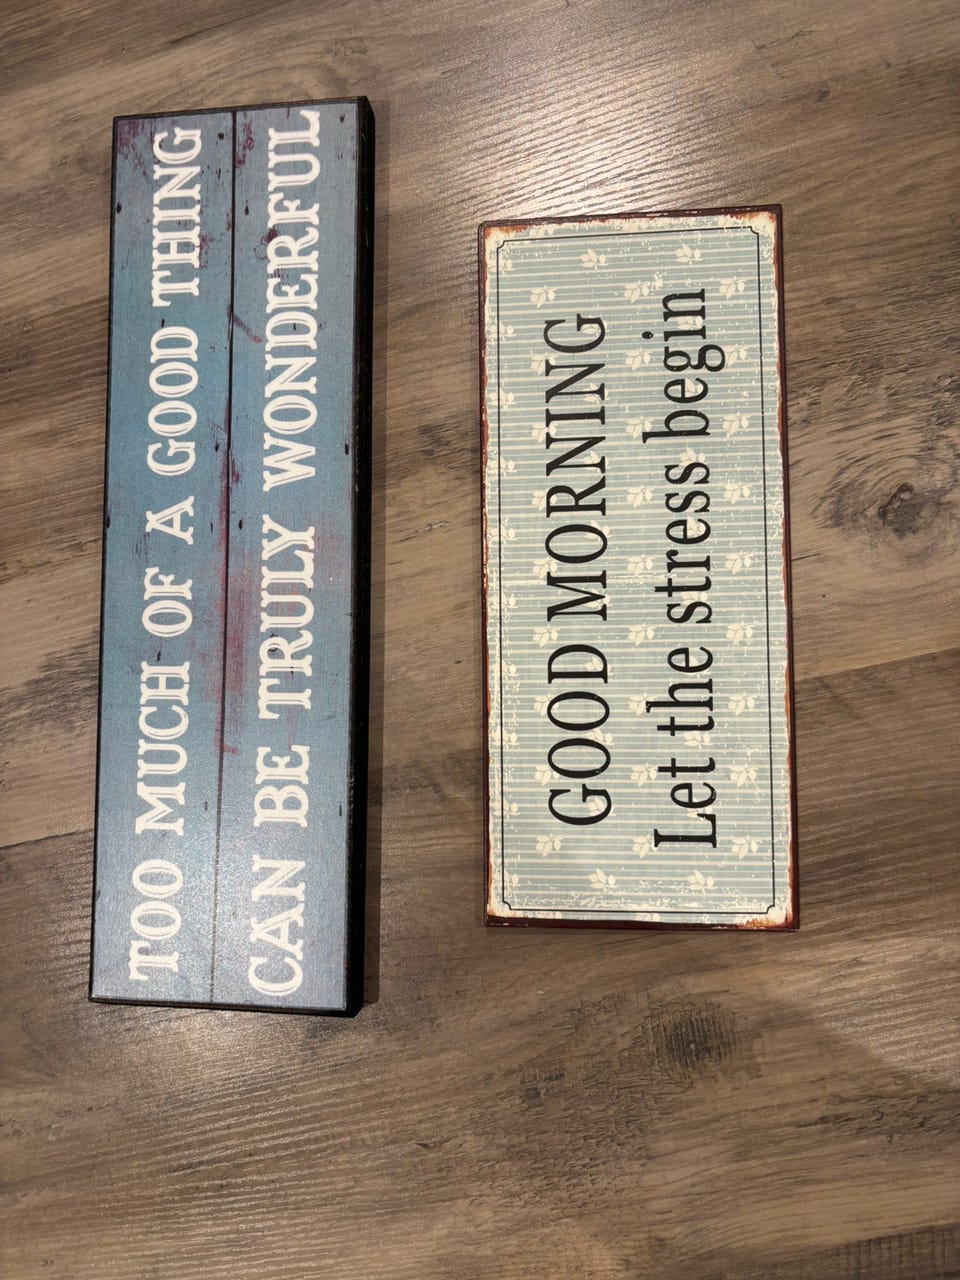 TOO MUCH OF A GOOD THING
CAN BE TRULY WONDERFUL
GOOD MORNING
Let the stress begin